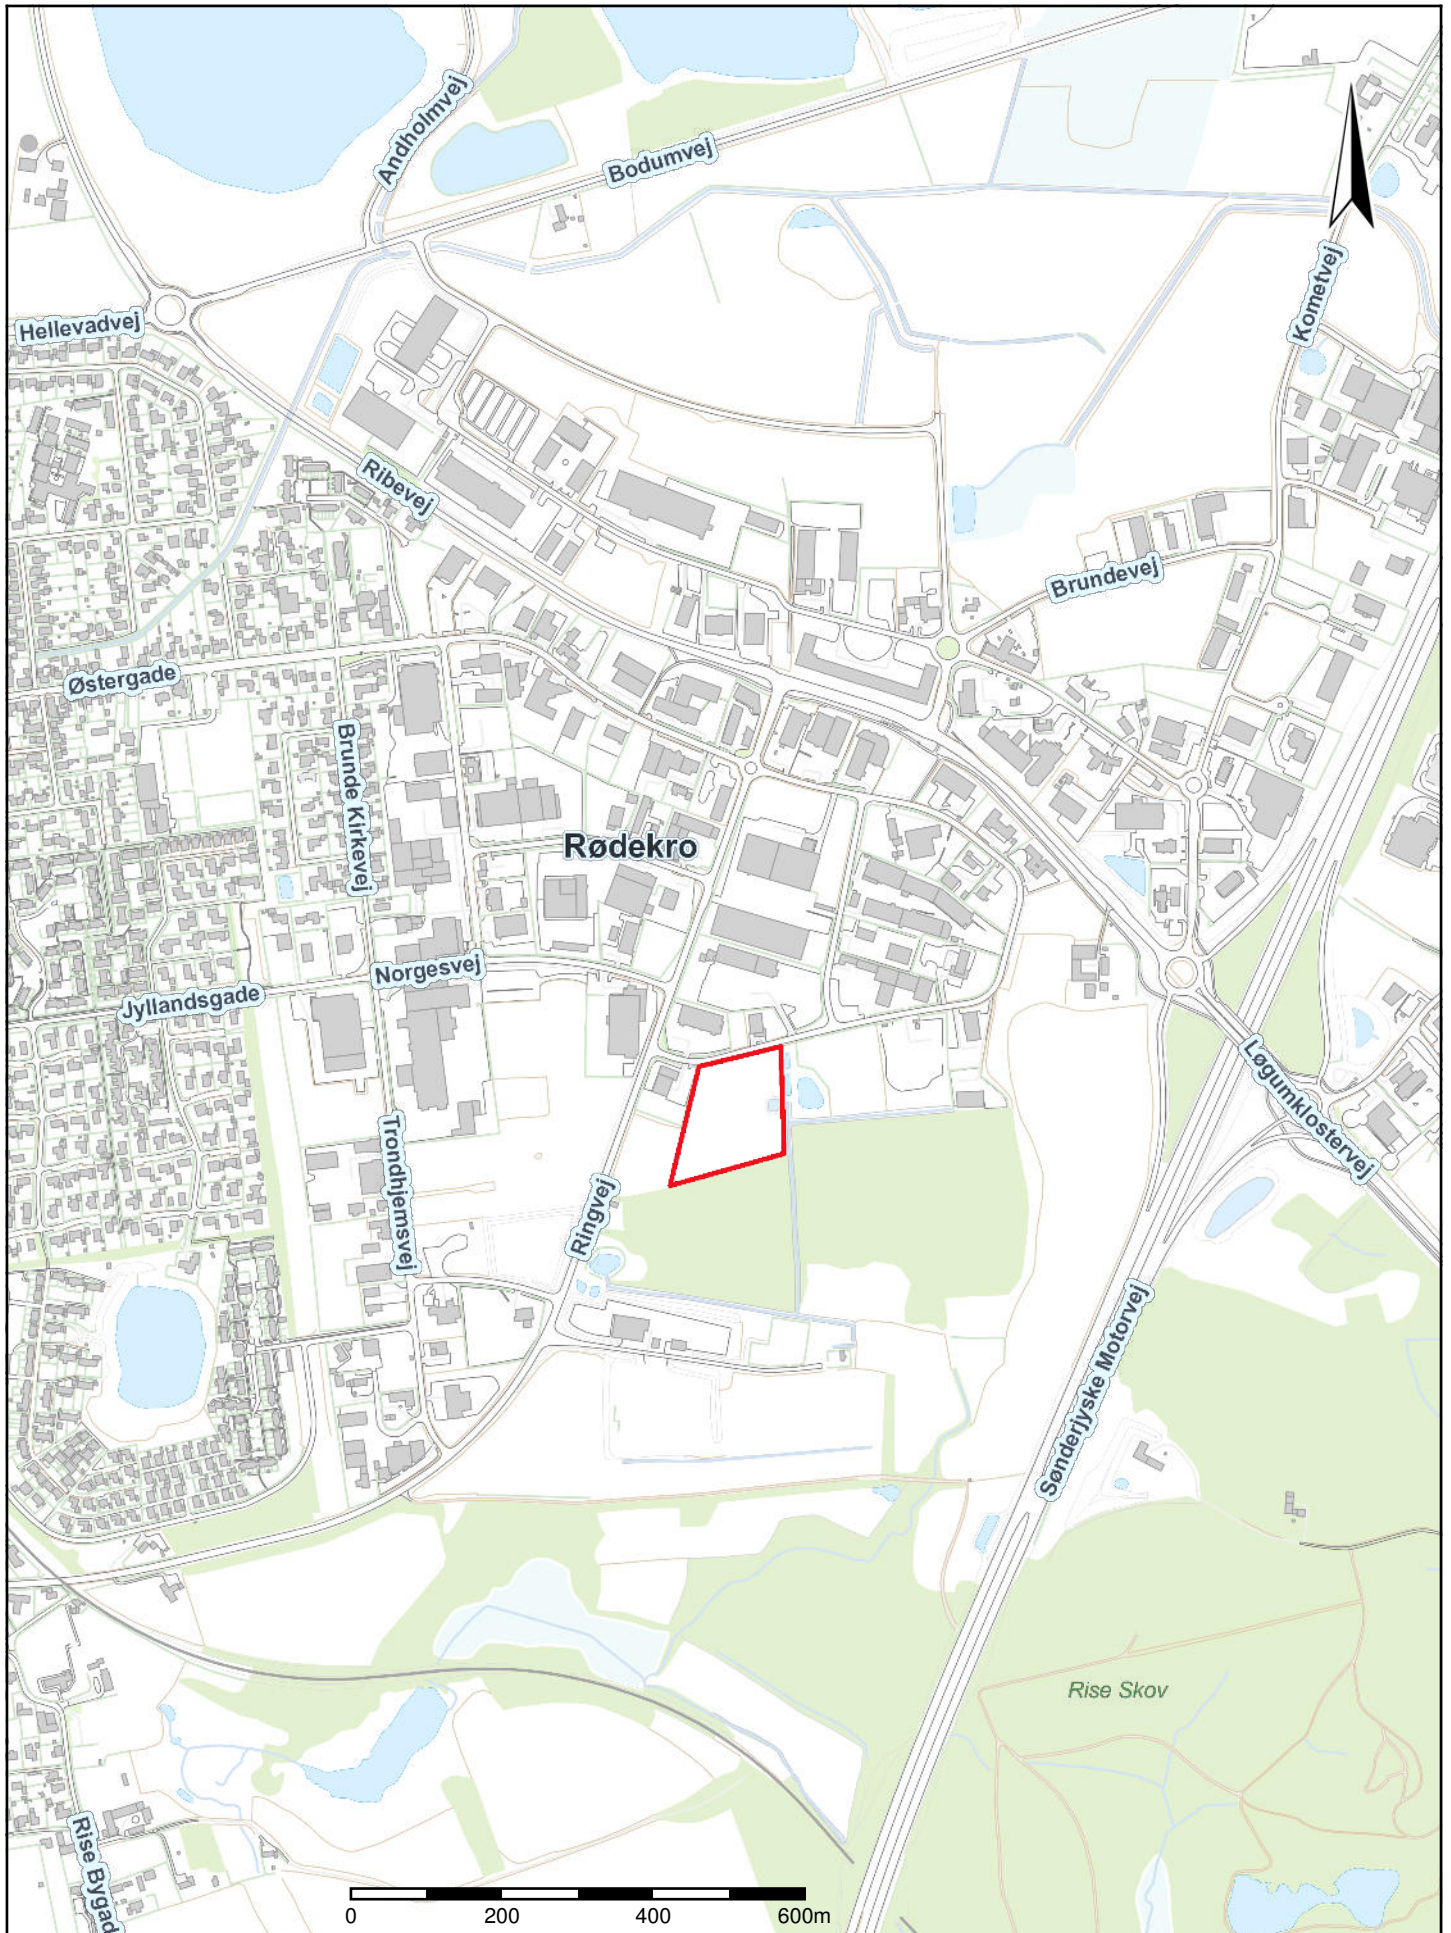 Andholmvej
Bodumvej
Kometvej
Hellevadvej
Ribevej
Brundevej
Østergade
Brunde Kirkevej
Rødekro
Norgesvej
Jyllandsgade
Løgumklostervej
Trondhjemsvej
Ringvej
Sønderjyske Motorvej
Rise Skov
Rise Bygad
0 200 400 600m